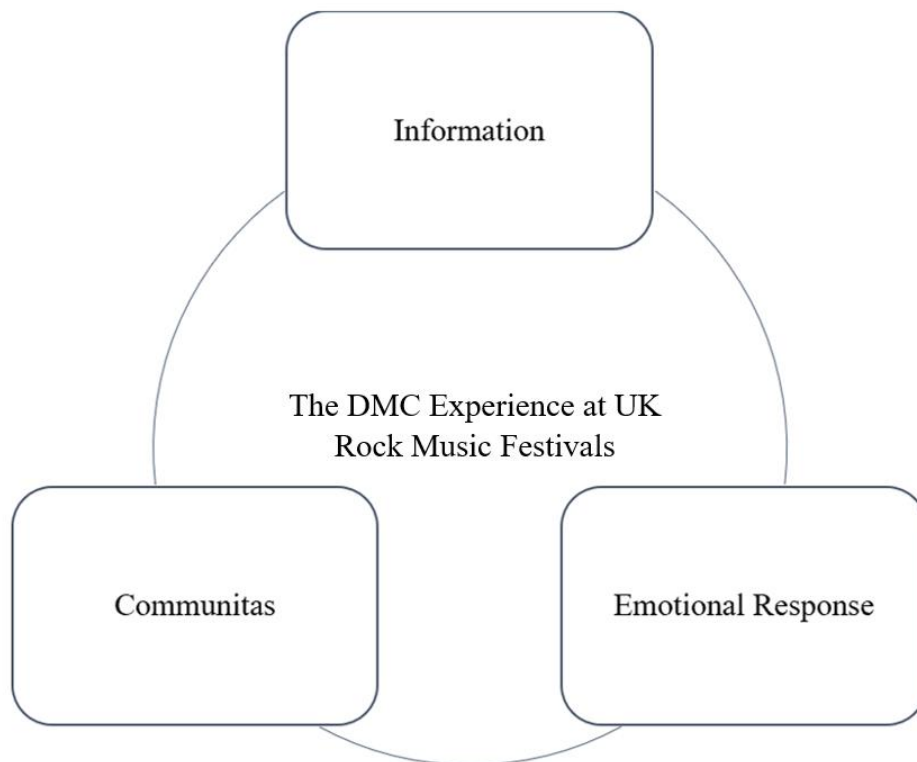 Information
The DMC Experience at UK
Rock Music Festivals
Communitas
Emotional Response